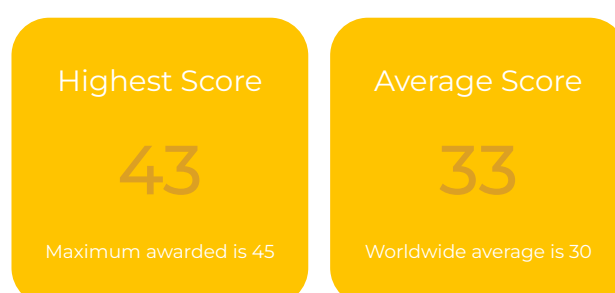 Highest Score
43
Maximum awarded is 45
Average Score
33
Worldwide average is 30